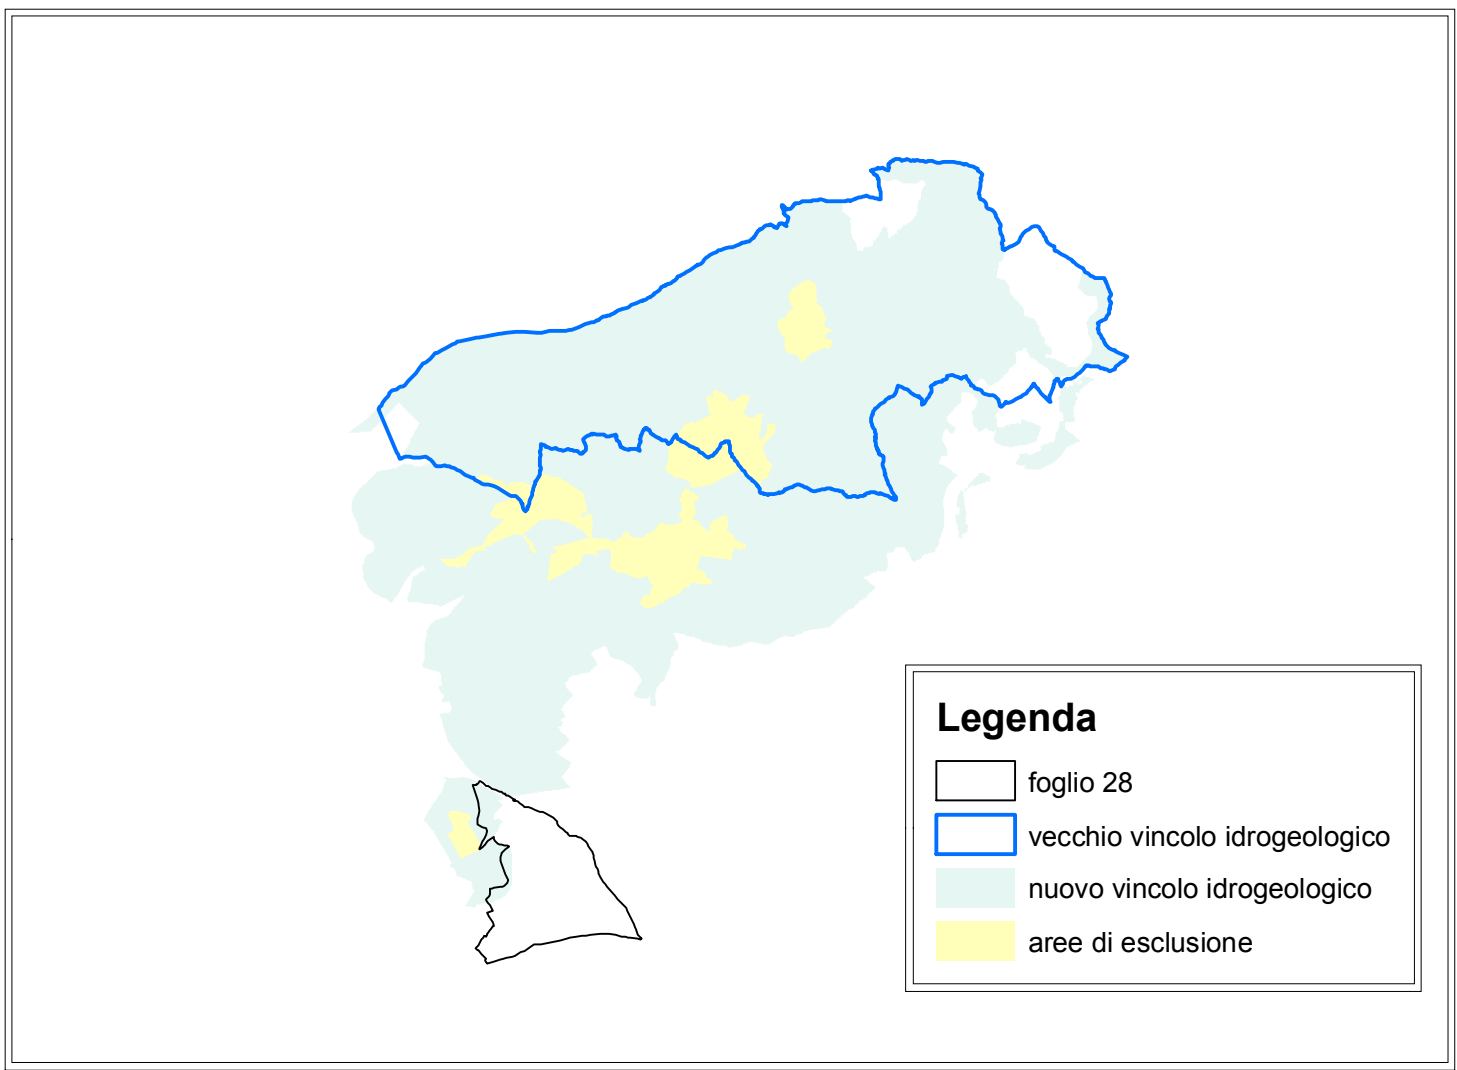 Legenda
foglio 28
vecchio vincolo idrogeologico
nuovo vincolo idrogeologico
aree di esclusione